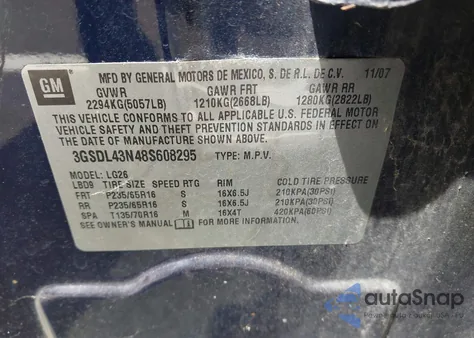 GM
MFD BY GENERAL MOTORS DE MEXICO, S. DE R.L. DE C.V. 11/07
GVWR GAWR FRT GAWR RR
2294KG(5057LB) 1210KG(2668LB) 1280KG(2822LB)
THIS VEHICLE CONFORMS TO ALL APPLICABLE U.S. FEDERAL MOTOR
VEHICLE SAFETY AND THEFT PREVENTION STANDARDS IN EFFECT ON
THE DATE OF MANUFACTURE SHOWN ABOVE.
3GSDL43N48S608295 TYPE: M.P.V.
MODEL: LG26
LBD9 TIRE SIZE SPEED RTG RIM COLD TIRE PRESSURE
FRT P235/65R16 S 16X6.5J 210KPA(30PSI)
RR P235/65R16 S 16X6.5J 210KPA(30PSI)
SPA T135/70R16 M 16X4T 420KPA(60PSI)
SEE OWNER'S MANUAL FOR ADDITIONAL INFORMATION.
autoSnap